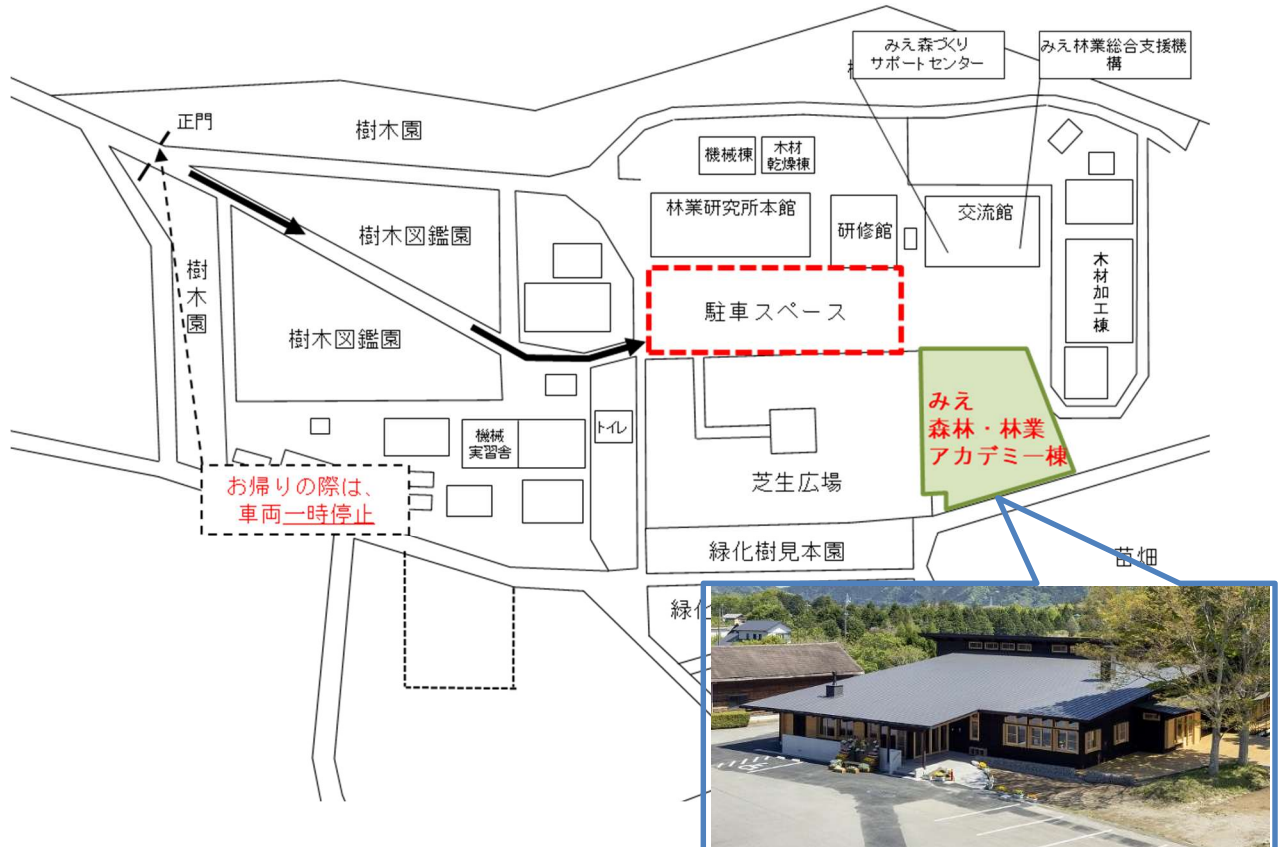 みえ森づくり
サポートセンター
みえ林業総合支援機
構
正門
樹木園
機械棟
木材
乾燥棟
林業研究所本館
研修館
交流館
樹木図鑑園
樹木園
木材加工棟
駐車スペース
樹木図鑑園
みえ
森林・林業
アカデミー棟
機械
実習舎
トイレ
お帰りの際は、
車両一時停止
芝生広場
緑化樹見本園
苗畑
緑化